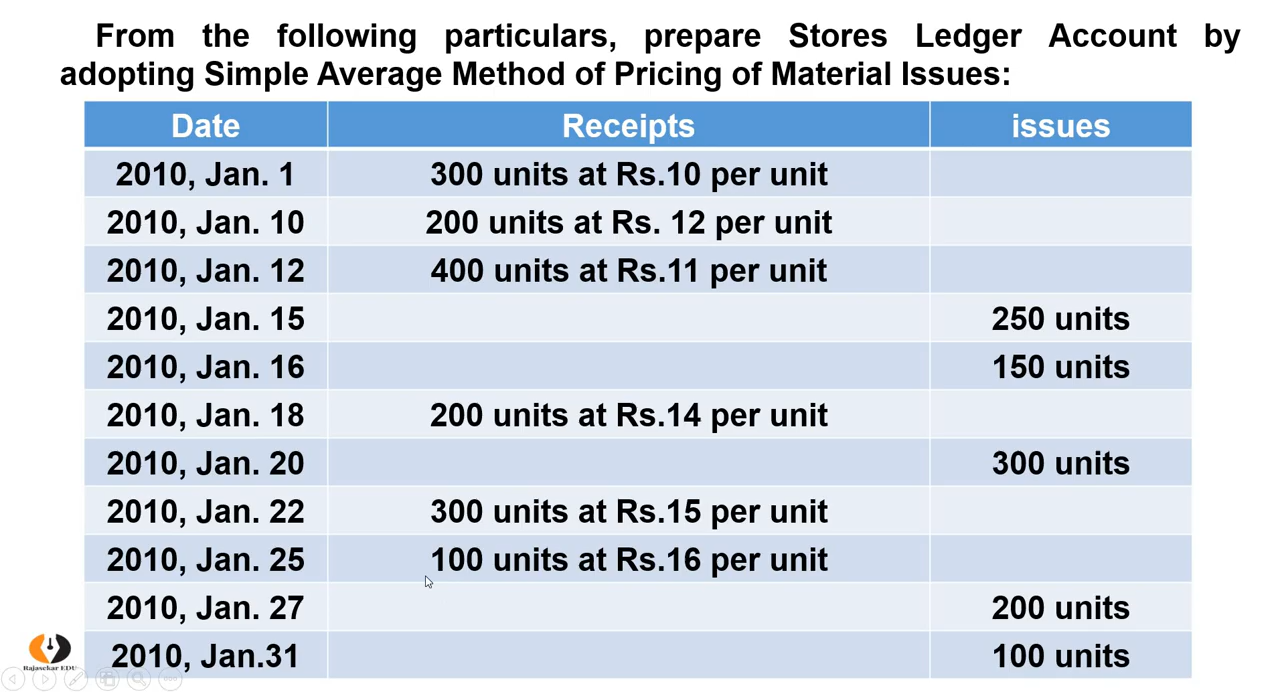 From the following particulars, prepare Stores Ledger Account by
adopting Simple Average Method of Pricing of Material Issues:
Date Receipts issues
2010, Jan. 1 300 units at Rs.10 per unit
2010, Jan. 10 200 units at Rs. 12 per unit
2010, Jan. 12 400 units at Rs.11 per unit
2010, Jan. 15 250 units
2010, Jan. 16 150 units
2010, Jan. 18 200 units at Rs.14 per unit
2010, Jan. 20 300 units
2010, Jan. 22 300 units at Rs.15 per unit
2010, Jan. 25 100 units at Rs.16 per unit
2010, Jan. 27 200 units
2010, Jan.31 100 units
Rajasekar EDU